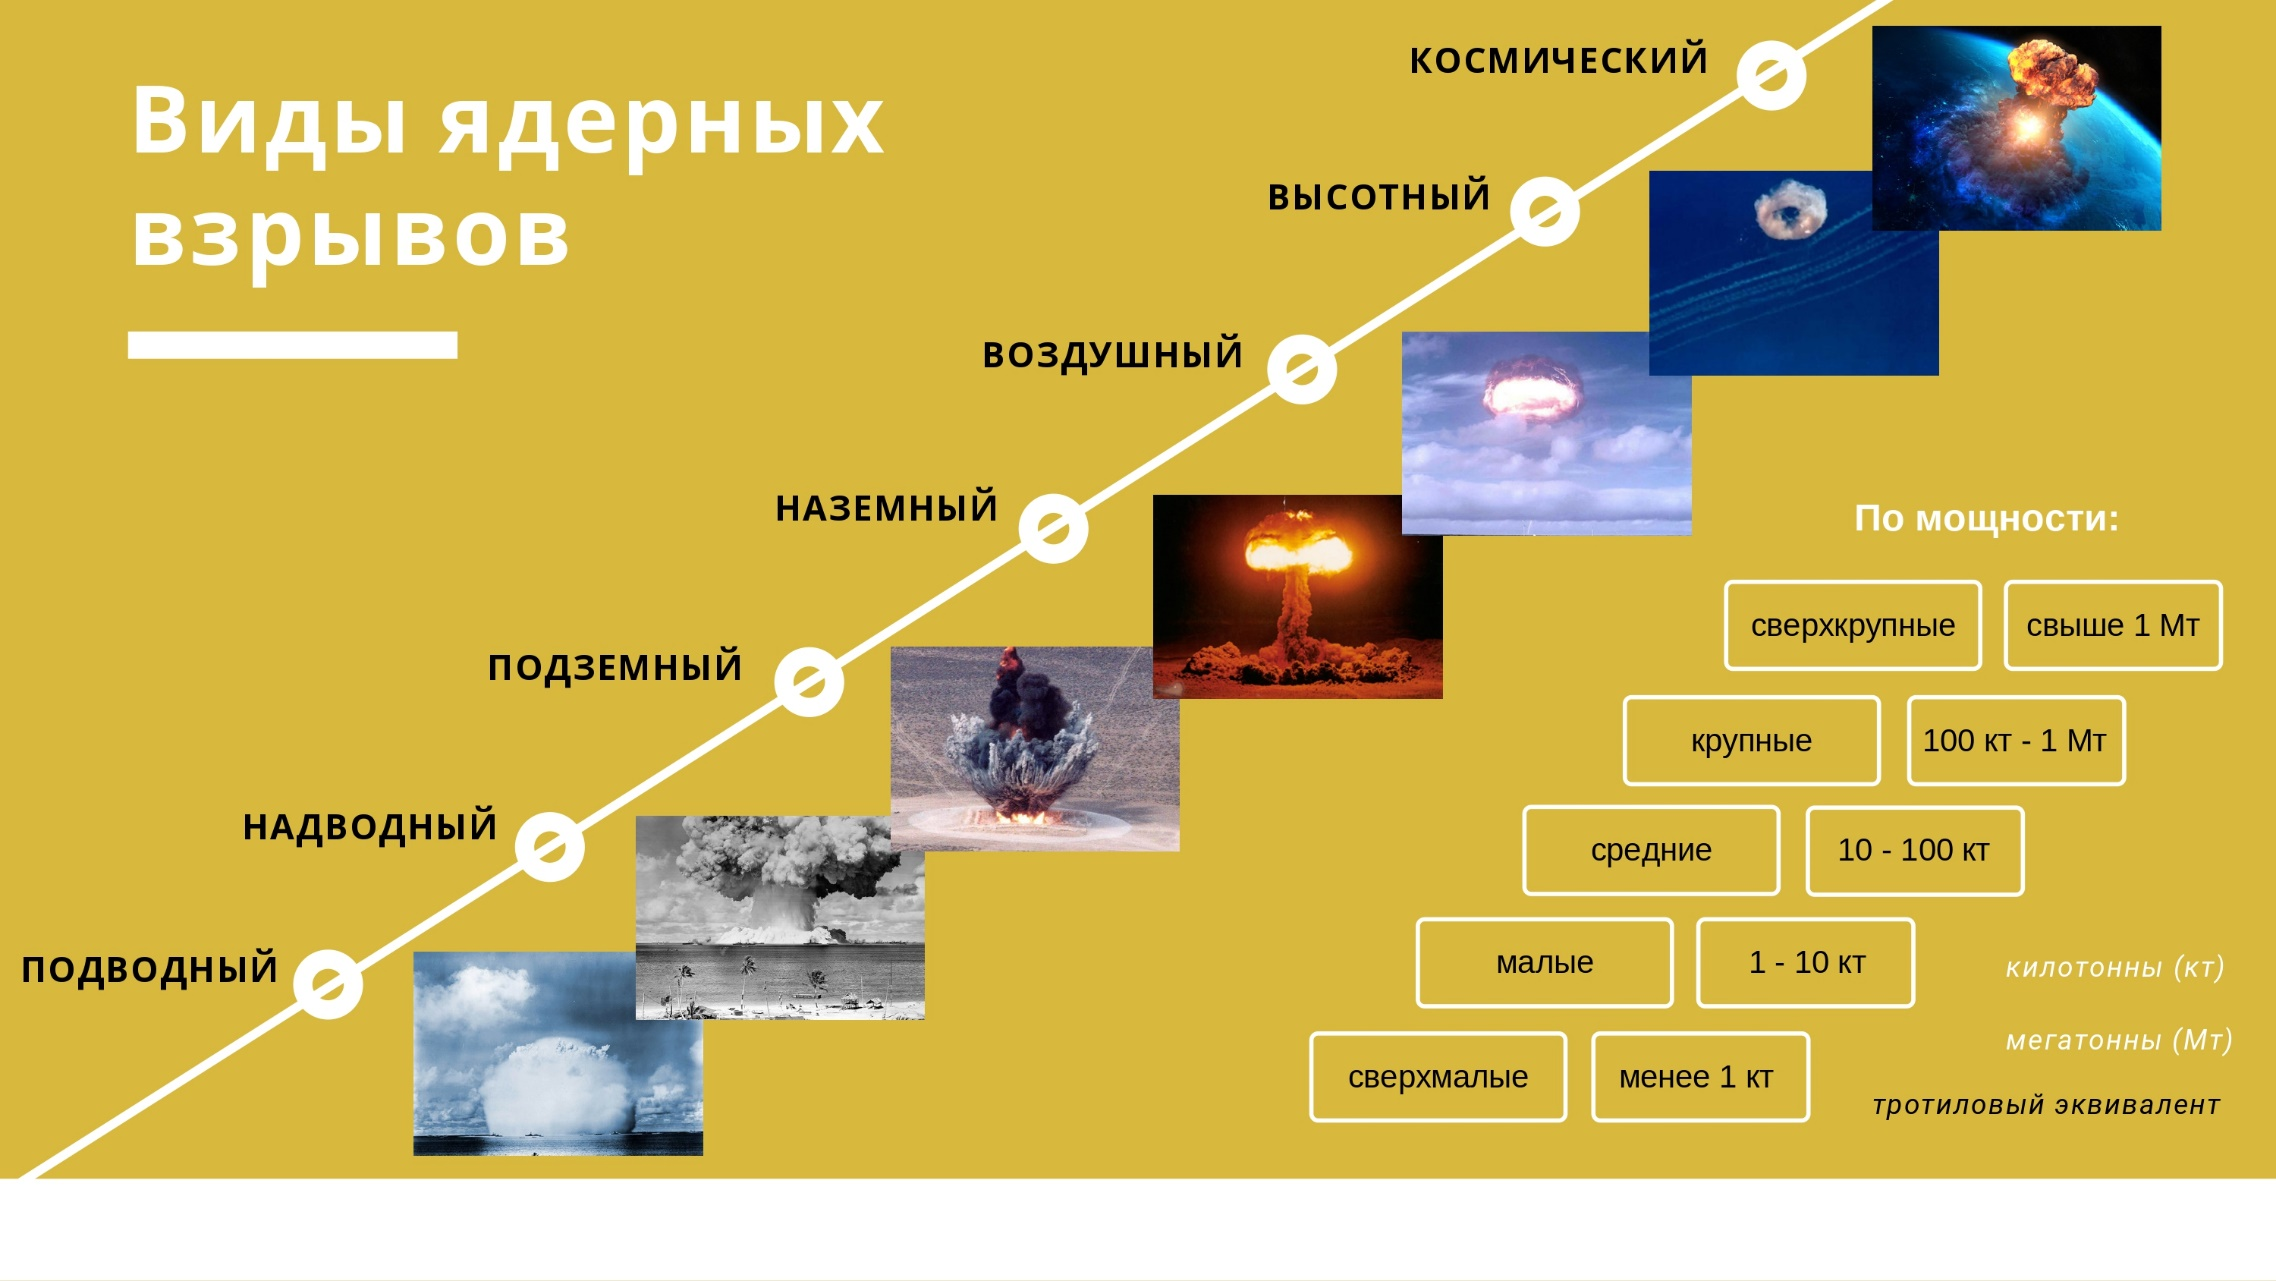 Виды ядерных
взрывов
КОСМИЧЕСКИЙ
ВЫСОТНЫЙ
ВОЗДУШНЫЙ
НАЗЕМНЫЙ
ПОДЗЕМНЫЙ
НАДВОДНЫЙ
ПОДВОДНЫЙ
По мощности:
сверхкрупные свыше 1 Мт
крупные 100 кт - 1 Мт
средние 10 - 100 кт
малые 1 - 10 кт
сверхмалые менее 1 кт
килотонны (кт)
мегатонны (Мт)
тротиловый эквивалент